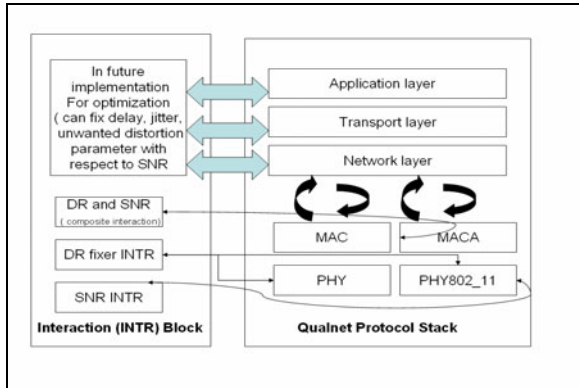 In future
implementation
For optimization
( can fix delay, jitter,
unwanted distortion
parameter with
respect to SNR
DR and SNR
( composite interaction)
DR fixer INTR
SNR INTR
Interaction (INTR) Block
Application layer
Transport layer
Network layer
MAC
MACA
PHY
PHY802_11
Qualnet Protocol Stack